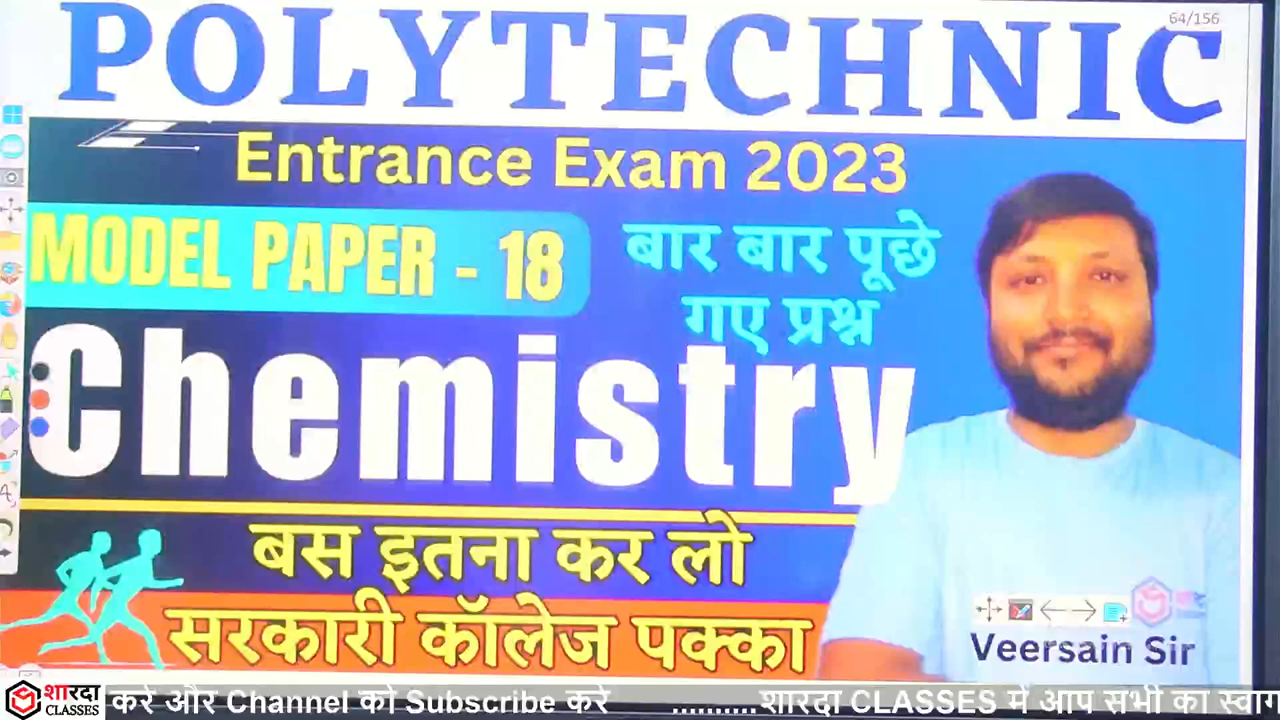 64/156
POLYTECHNIC
Entrance Exam 2023
MODEL PAPER - 18
बार बार पूछे
गए प्रश्न
Chemistry
बस इतना कर लो
सरकारी कॉलेज पक्का
Veersain Sir
शारदा
CLASSES
करे और Channel को Subscribe करें ..........शारदा CLASSES में आप सभी का स्वाग